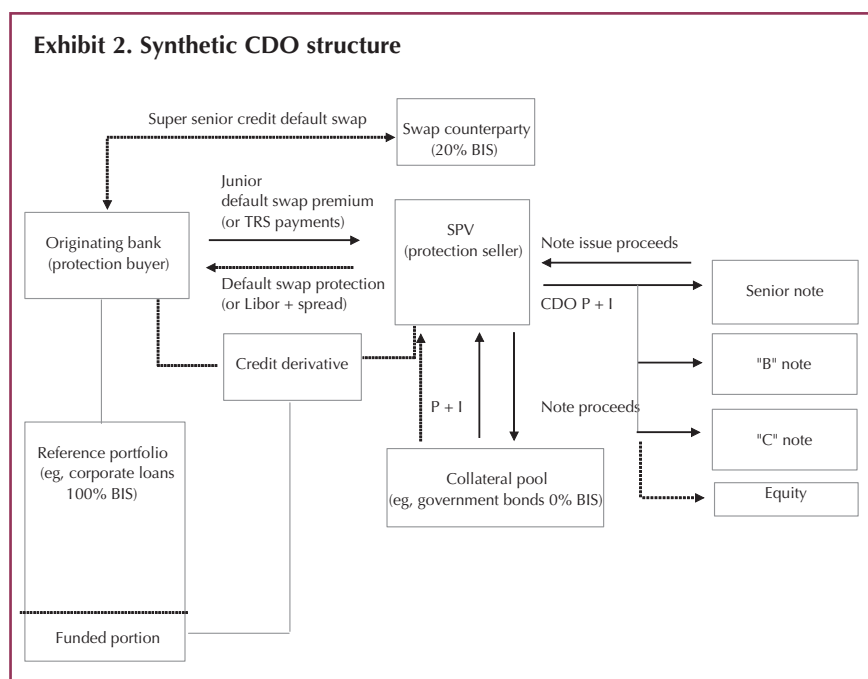 Exhibit 2. Synthetic CDO structure
Super senior credit default swap
Swap counterparty
(20% BIS)
Junior
default swap premium
(or TRS payments)
Originating bank
(protection buyer)
SPV
(protection seller)
Note issue proceeds
Default swap protection
(or Libor + spread)
CDO P + I
Senior note
Credit derivative
"B" note
P + I
Note proceeds
"C" note
Reference portfolio
(eg, corporate loans
100% BIS)
Collateral pool
(eg, government bonds 0% BIS)
Equity
Funded portion